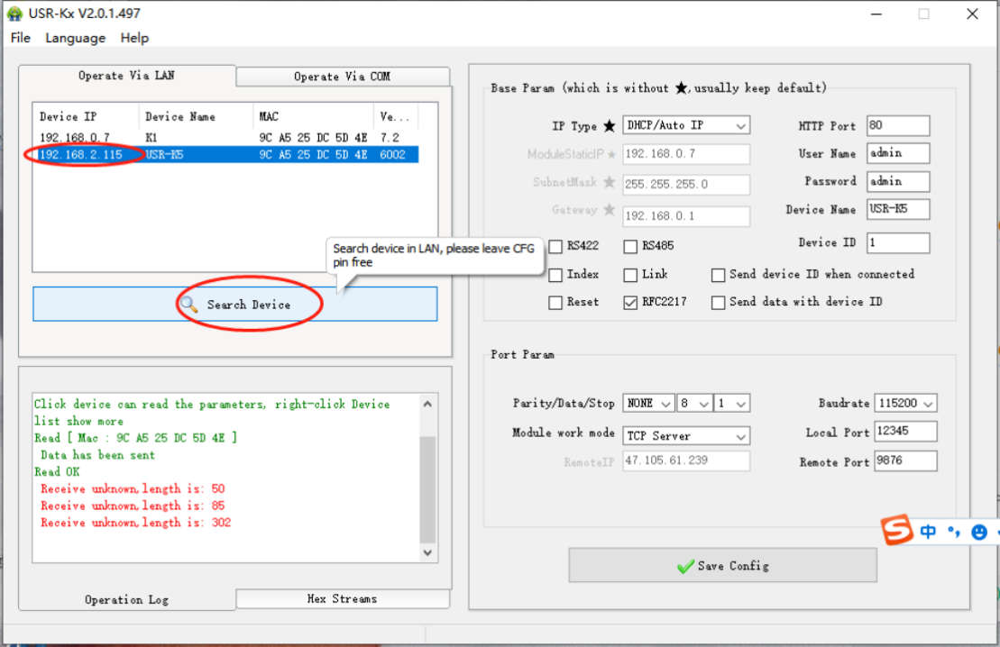 USR-Kx V2.0.1.497
File Language Help
Operate Via LAN Operate Via COM
Device IP Device Name MAC Ve...
192.168.0.7 K1 9C A5 25 DC 5D 4E 7.2
192.168.2.115 USR-K5 9C A5 25 DC 5D 4E 6002
Search device in LAN, please leave CFG
pin free
Search Device
Click device can read the parameters, right-click Device
list show more
Read [ Mac : 9C A5 25 DC 5D 4E ]
Data has been sent
Read OK
Receive unknown, length is: 50
Receive unknown, length is: 85
Receive unknown, length is: 302
Operation Log Hex Streams
Base Param (which is without ★, usually keep default)
IP Type ★ DHCP/Auto IP HTTP Port 80
ModuleStaticIP ★ 192.168.0.7 User Name admin
SubnetMask ★ 255.255.255.0 Password admin
Gateway ★ 192.168.0.1 Device Name USR-K5
RS422 RS485 Device ID 1
Index Link Send device ID when connected
Reset RFC2217 Send data with device ID
Port Param
Parity/Data/Stop NONE 8 1 Baudrate 115200
Module work mode TCP Server Local Port 12345
RemoteIP 47.105.61.239 Remote Port 9876
S 中 °,
Save Config